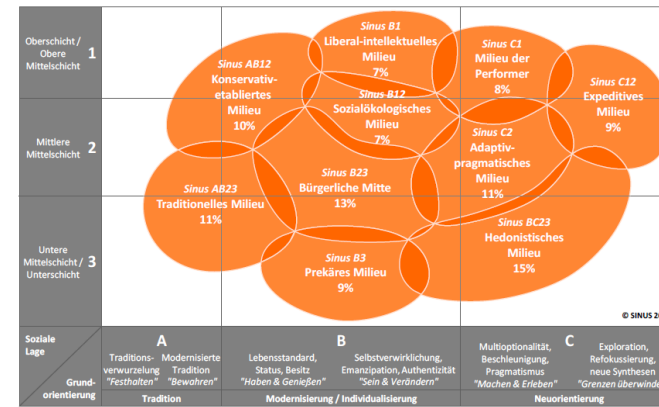 Oberschicht /
Obere
Mittelschicht
1
Mittlere
Mittelschicht
2
Untere
Mittelschicht /
Unterschicht
3
Sinus B1
Liberal-intellektuelles
Milieu
7%
Sinus C1
Milieu der
Performer
8%
Sinus AB12
Konservativ-
etabliertes
Milieu
10%
Sinus B12
Sozialökologisches
Milieu
7%
Sinus C12
Expeditives
Milieu
9%
Sinus C2
Adaptiv-
pragmatisches
Milieu
11%
Sinus AB23
Traditionelles Milieu
11%
Sinus B23
Bürgerliche Mitte
13%
Sinus BC23
Hedonistisches
Milieu
15%
Sinus B3
Prekäres Milieu
9%
© SINUS 20
Soziale
Lage
Grund-
orientierung
A
Traditions-
verwurzelung
"Festhalten"
Modernisierte
Tradition
"Bewahren"
Tradition
B
Lebensstandard,
Status, Besitz
"Haben & Genießen"
Selbstverwirklichung,
Emanzipation, Authentizität
"Sein & Verändern"
Modernisierung / Individualisierung
C
Multioptionalität,
Beschleunigung,
Pragmatismus
"Machen & Erleben"
Exploration,
Refokussierung,
neue Synthesen
"Grenzen überwinde
Neuorientierung